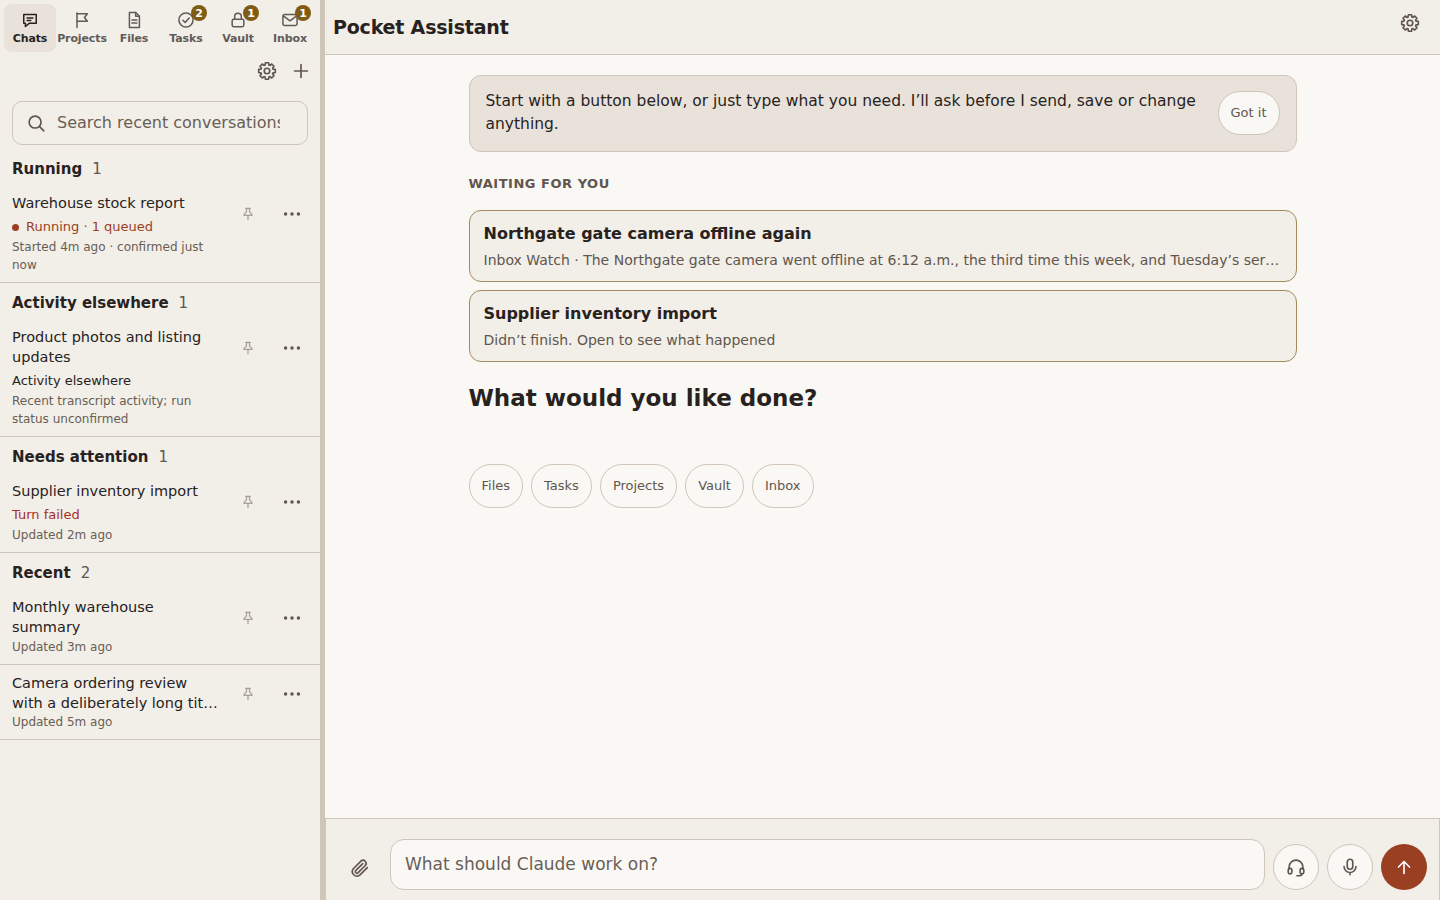 Chats
Projects
Files
2
Tasks
1
Vault
1
Inbox
Search recent conversations
Running 1
Warehouse stock report
Running · 1 queued
Started 4m ago · confirmed just
now
Activity elsewhere 1
Product photos and listing
updates
Activity elsewhere
Recent transcript activity; run
status unconfirmed
Needs attention 1
Supplier inventory import
Turn failed
Updated 2m ago
Recent 2
Monthly warehouse
summary
Updated 3m ago
Camera ordering review
with a deliberately long tit…
Updated 5m ago
Pocket Assistant
Start with a button below, or just type what you need. I’ll ask before I send, save or change
anything.
Got it
WAITING FOR YOU
Northgate gate camera offline again
Inbox Watch · The Northgate gate camera went offline at 6:12 a.m., the third time this week, and Tuesday’s ser…
Supplier inventory import
Didn’t finish. Open to see what happened
What would you like done?
Files
Tasks
Projects
Vault
Inbox
What should Claude work on?